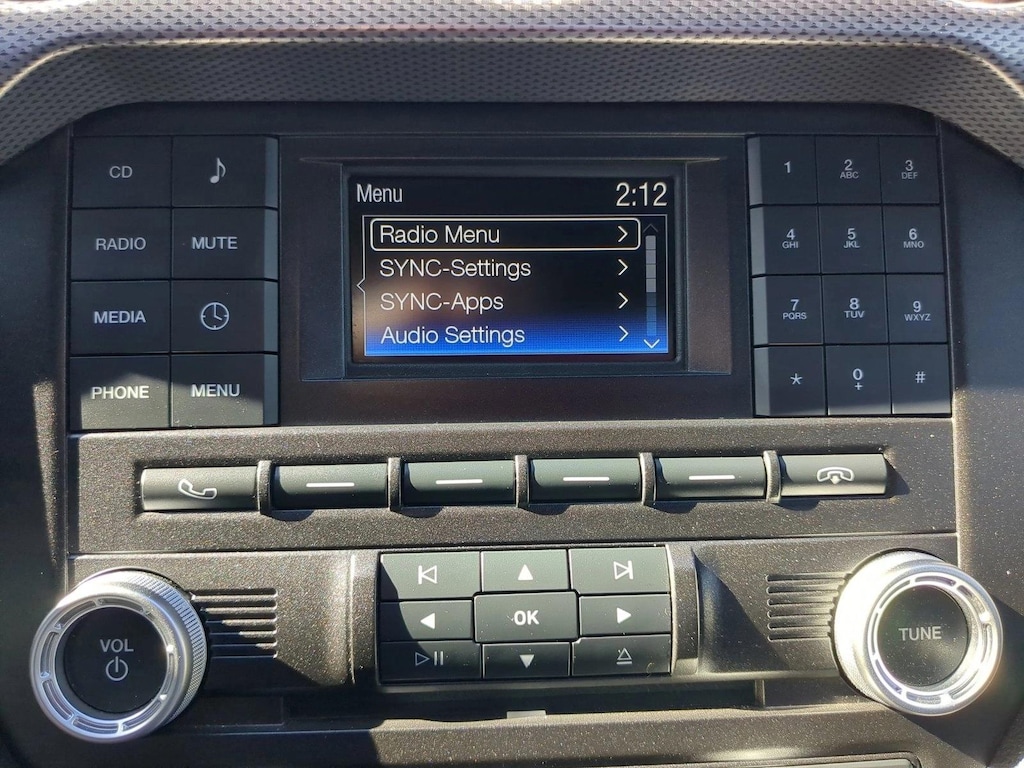 CD
RADIO
MUTE
MEDIA
PHONE
MENU
Menu 2:12
Radio Menu
SYNC-Settings
SYNC-Apps
Audio Settings
1
2
ABC
3
DEF
4
GHI
5
JKL
6
MNO
7
PQRS
8
TUV
9
WXYZ
*
0
+
#
OK
VOL
TUNE